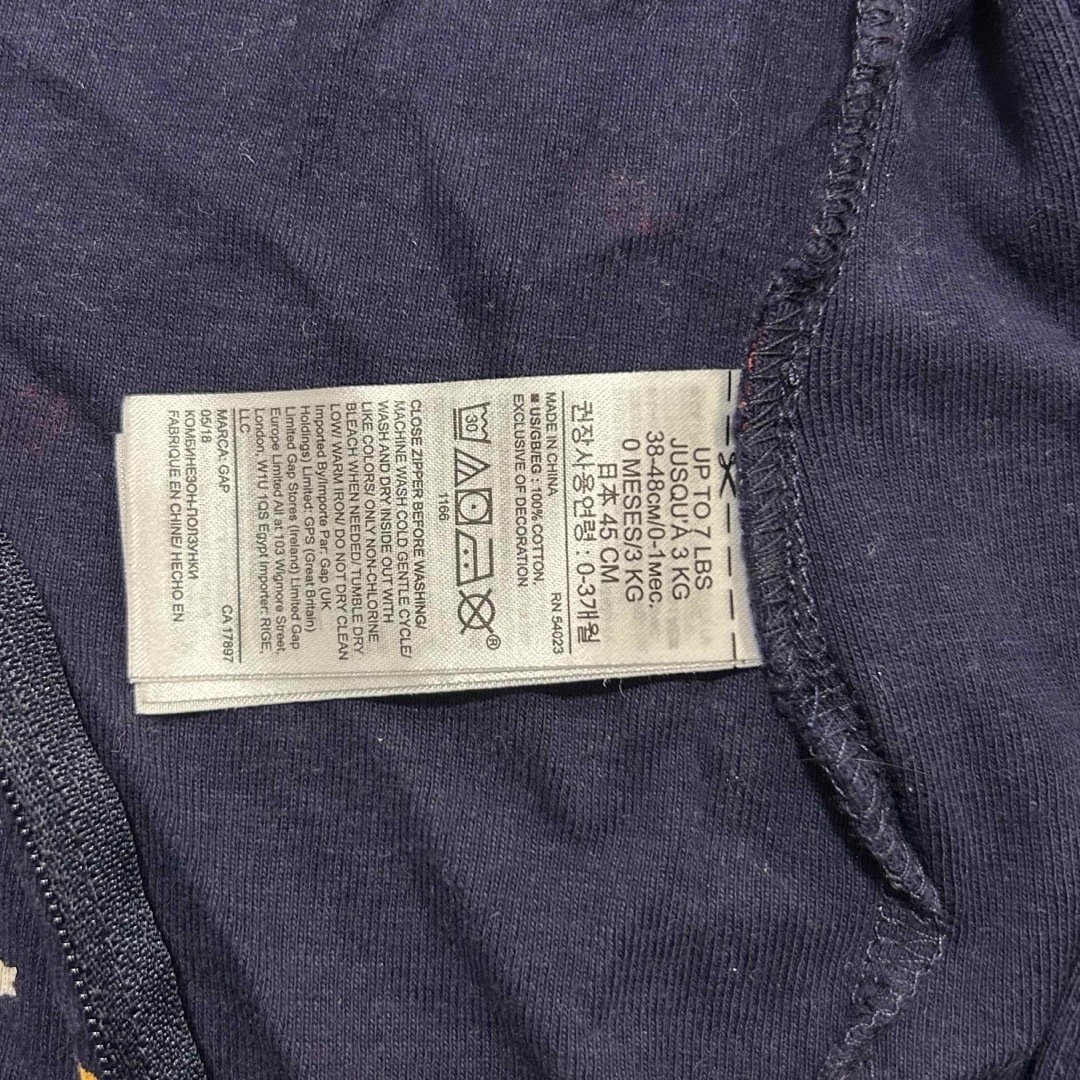 UP TO 7 LBS
JUSQU'À 3 KG
38-48см/0-1мес.
0 MESES/3 KG
日本 45 CM
권장사용연령 : 0-3개월
RN 54023
MADE IN CHINA
■ US/GB/EG : 100% COTTON.
EXCLUSIVE OF DECORATION
30
®
1166
CLOSE ZIPPER BEFORE WASHING/
MACHINE WASH COLD GENTLE CYCLE/
WASH AND DRY INSIDE OUT WITH
LIKE COLORS/ ONLY NON-CHLORINE
BLEACH WHEN NEEDED/ TUMBLE DRY
LOW/ WARM IRON/ DO NOT DRY CLEAN
Imported By/Importe Par. Gap (UK
Holdings) Limited: GPS (Great Britain)
Limited Gap Stores (Ireland) Limited Gap
Europe Limited /All at 103 Wigmore Street,
London, W1U 1QS Egypt Importer: RIGE,
LLC
CA 17897
MARCA: GAP
05/18
КОМБИНЕЗОН-ПОЛЗУНКИ
FABRIQUE EN CHINE/ HECHO EN